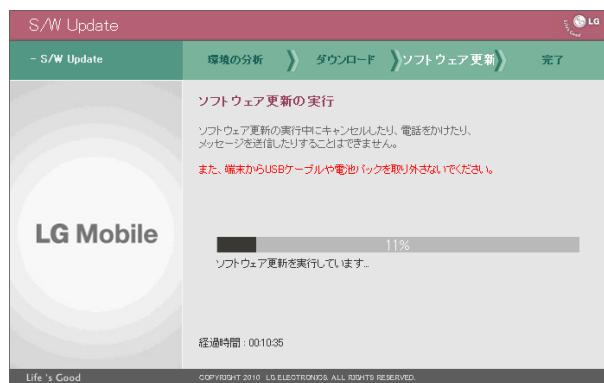 S/W Update
LG
Life's Good
- S/W Update
環境の分析
ダウンロード
ソフトウェア更新
完了
ソフトウェア更新の実行
ソフトウェア更新の実行中にキャンセルしたり、電話をかけたり、
メッセージを送信したりすることはできません。
また、端末からUSBケーブルや電池パックを取り外さないでください。
LG Mobile
11%
ソフトウェア更新を実行しています...
経過時間 : 00:10:35
Life 's Good
COPYRIGHT 2010 LG ELECTRONICS. ALL RIGHTS RESERVED.